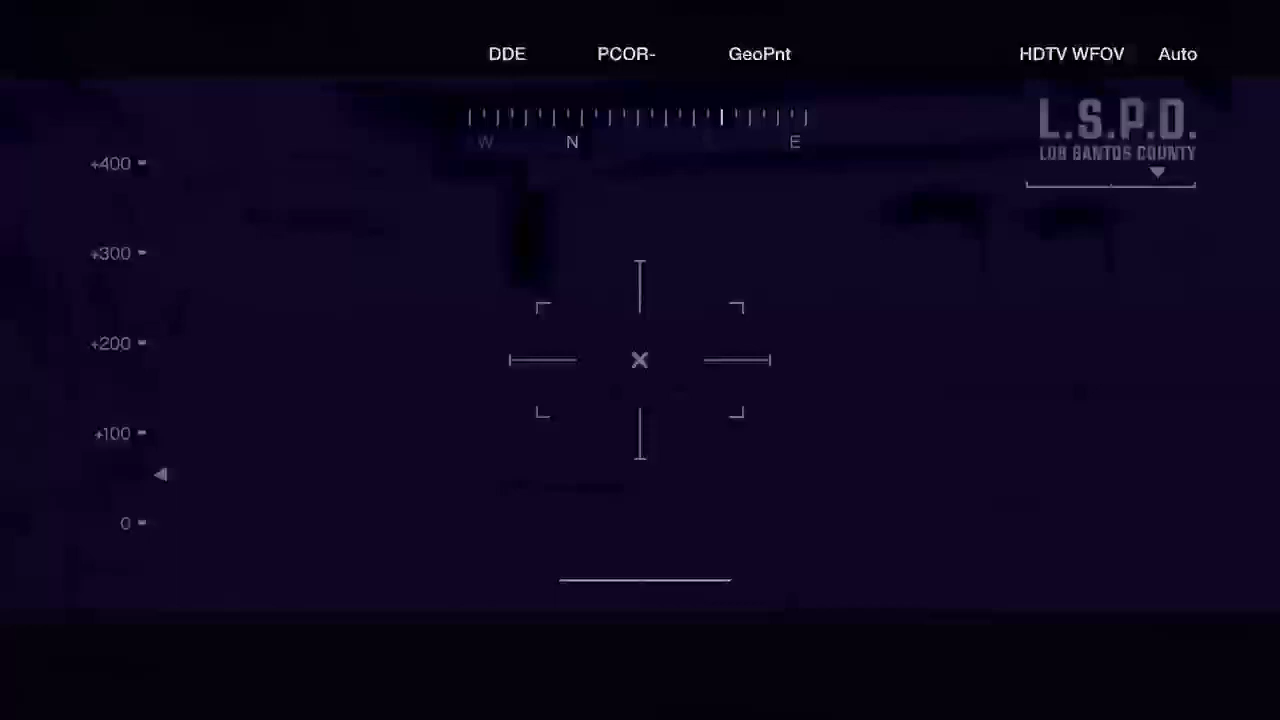 DDE PCOR- GeoPnt HDTV WFOV Auto
L.S.P.D.
LOS SANTOS COUNTY
W N E
+400
+300
+200
+100
0